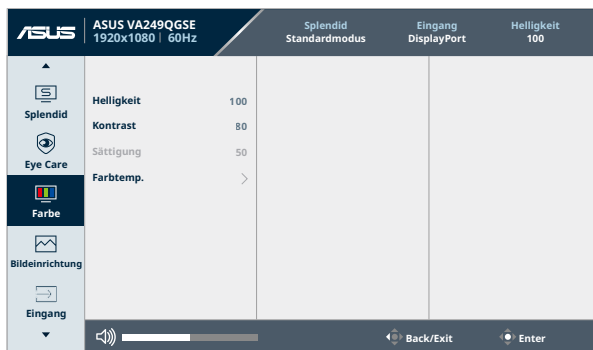 ASUS
ASUS VA249QGSE
1920x1080 | 60Hz
Splendid
Standardmodus
Eingang
DisplayPort
Helligkeit
100
Splendid
Eye Care
Farbe
Bildeinrichtung
Eingang
Helligkeit 100
Kontrast 80
Sättigung 50
Farbtemp.
Back/Exit
Enter